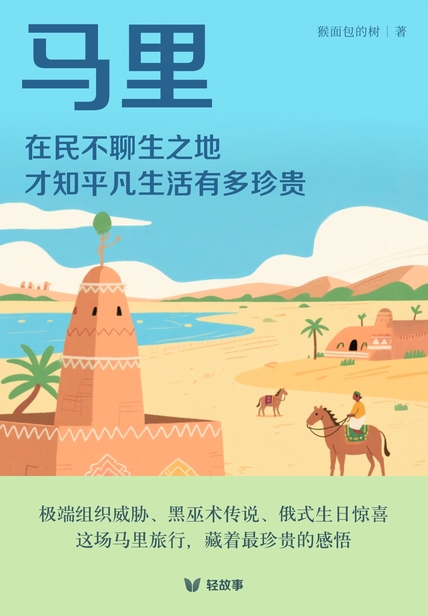 猴面包的树｜著
马里
在民不聊生之地
才知平凡生活有多珍贵
极端组织威胁、黑巫术传说、俄式生日惊喜
这场马里旅行，藏着最珍贵的感悟
轻故事